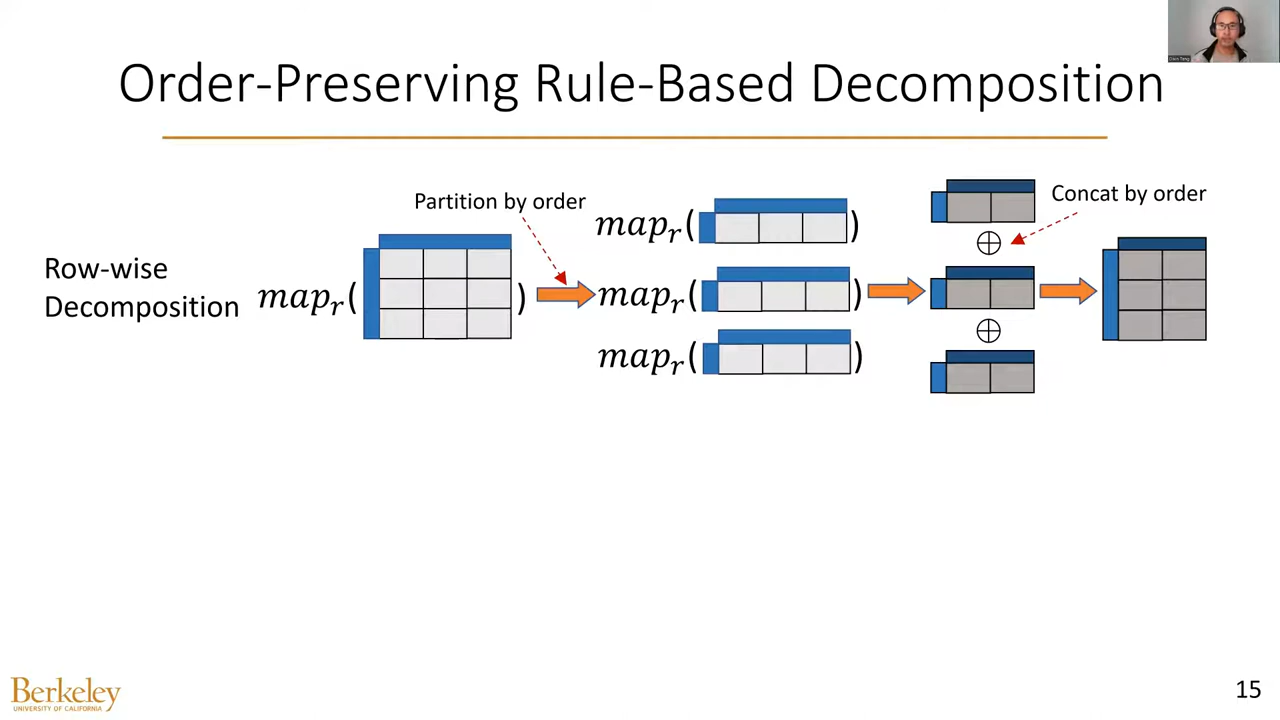 Order-Preserving Rule-Based Decomposition
Partition by order
Concat by order
Row-wise
Decomposition
map_r(
)
map_r(
)
map_r(
)
map_r(
)
⊕
⊕
Berkeley
UNIVERSITY OF CALIFORNIA
15